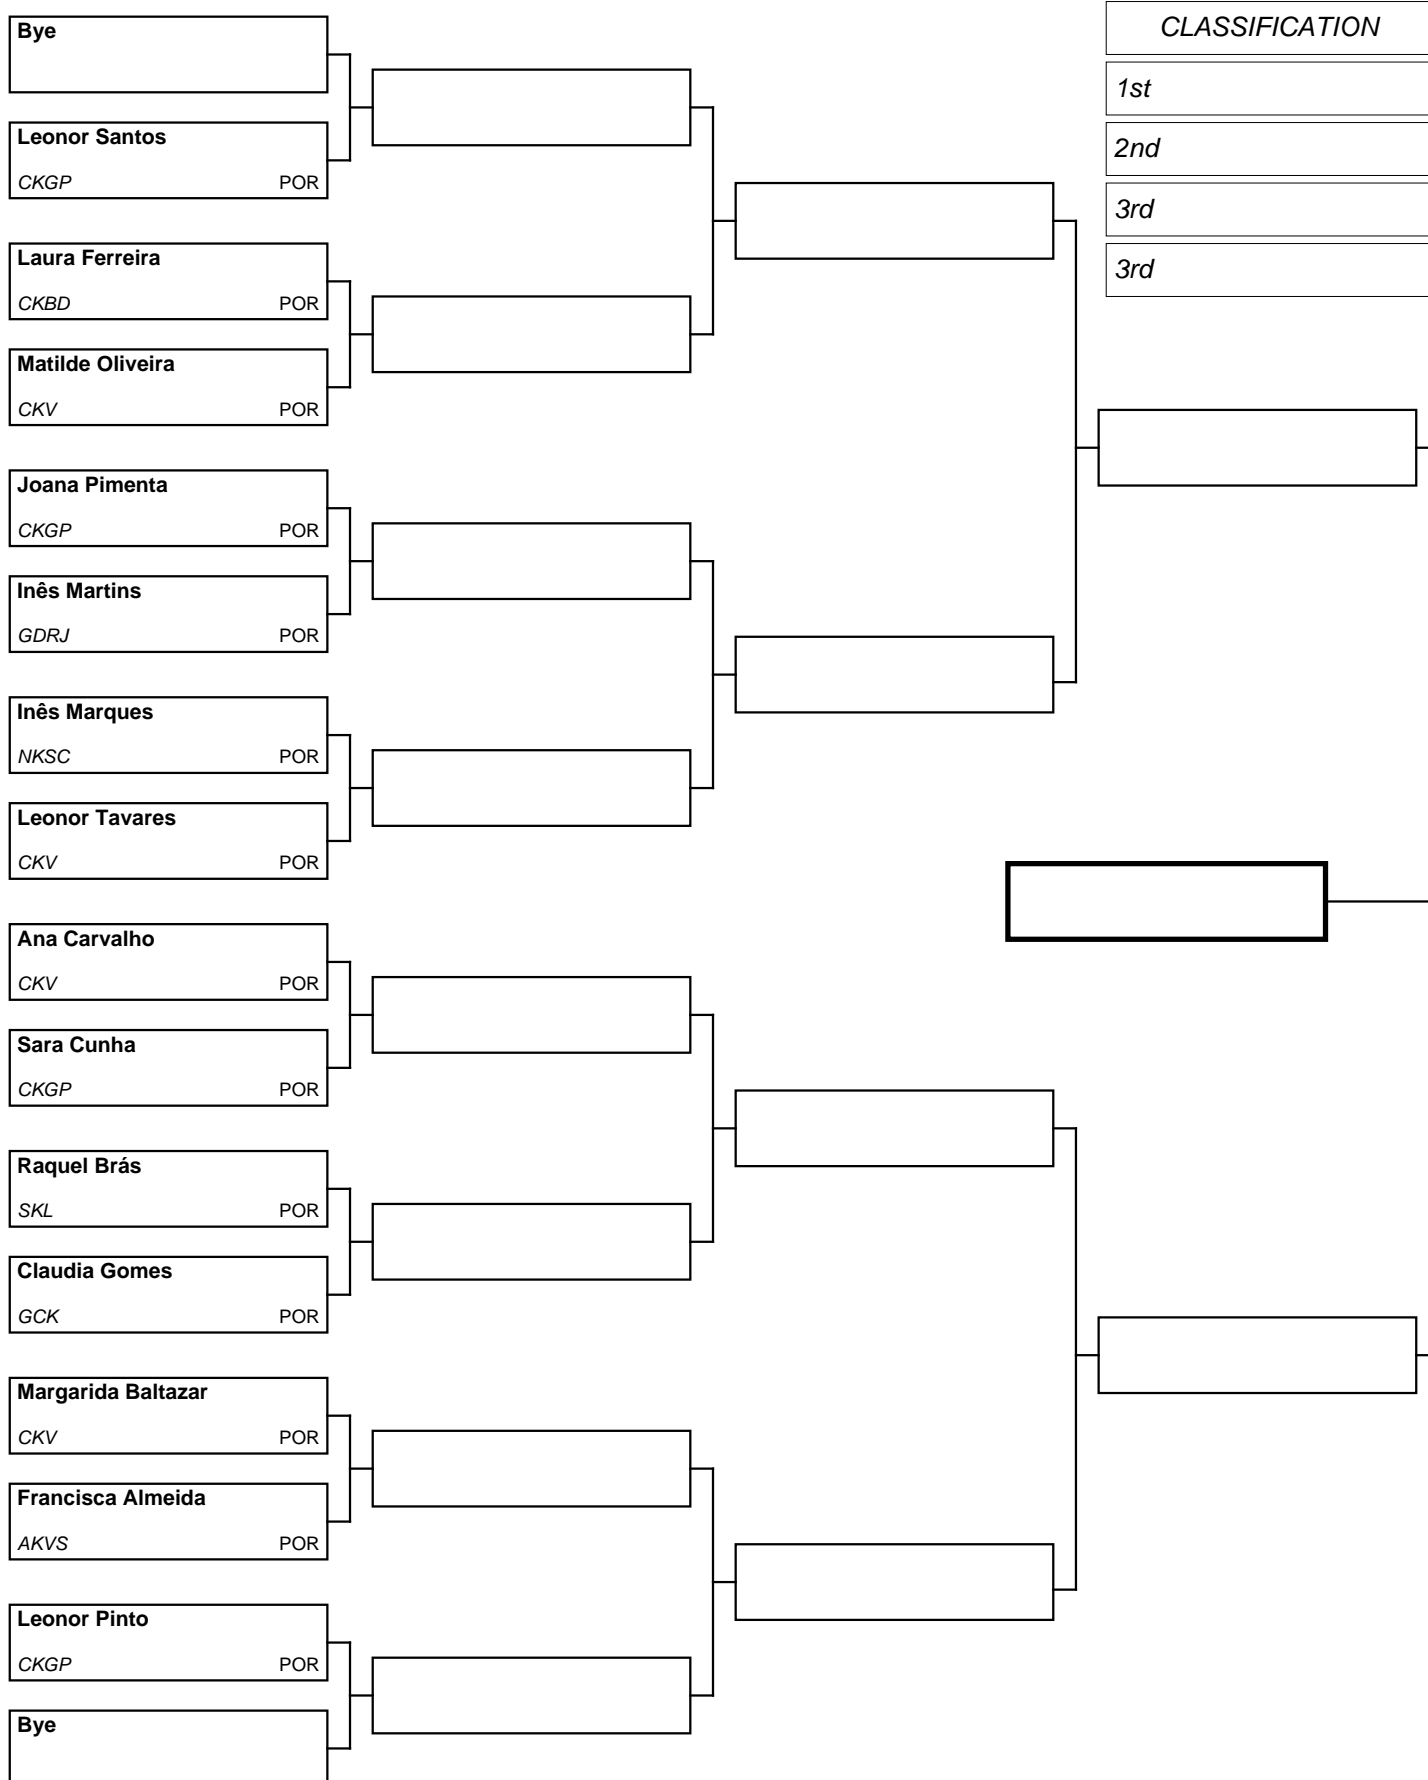 Bye
Leonor Santos
CKGP POR
Laura Ferreira
CKBD POR
Matilde Oliveira
CKV POR
Joana Pimenta
CKGP POR
Inês Martins
GDRJ POR
Inês Marques
NKSC POR
Leonor Tavares
CKV POR
Ana Carvalho
CKV POR
Sara Cunha
CKGP POR
Raquel Brás
SKL POR
Claudia Gomes
GCK POR
Margarida Baltazar
CKV POR
Francisca Almeida
AKVS POR
Leonor Pinto
CKGP POR
Bye
CLASSIFICATION
1st
2nd
3rd
3rd